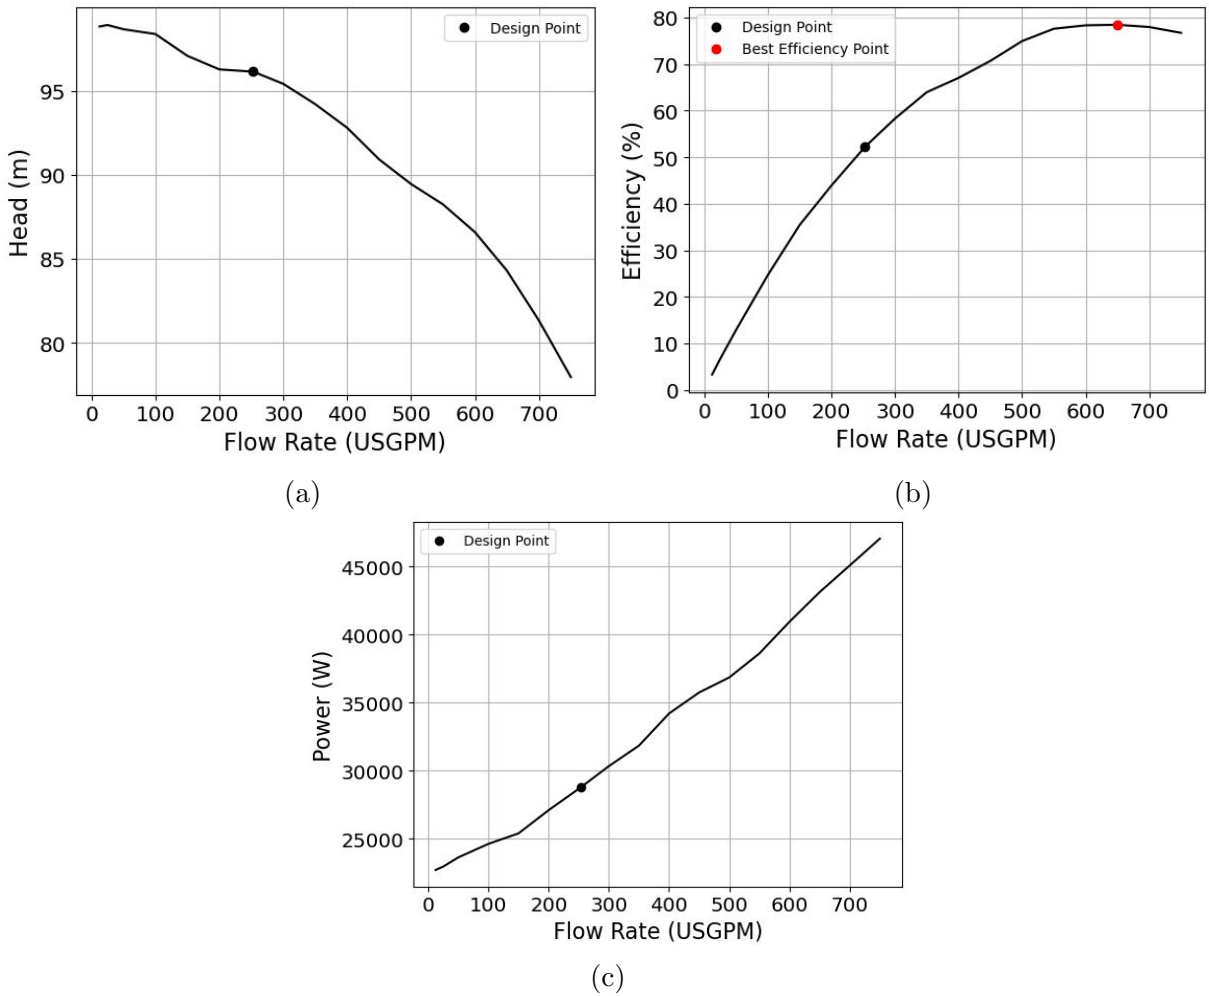 Design Point
95
90
85
80
Head (m)
0 100 200 300 400 500 600 700
Flow Rate (USGPM)
(a)
Design Point
Best Efficiency Point
80
70
60
50
40
30
20
10
0
Efficiency (%)
0 100 200 300 400 500 600 700
Flow Rate (USGPM)
(b)
Design Point
45000
40000
35000
30000
25000
Power (W)
0 100 200 300 400 500 600 700
Flow Rate (USGPM)
(c)